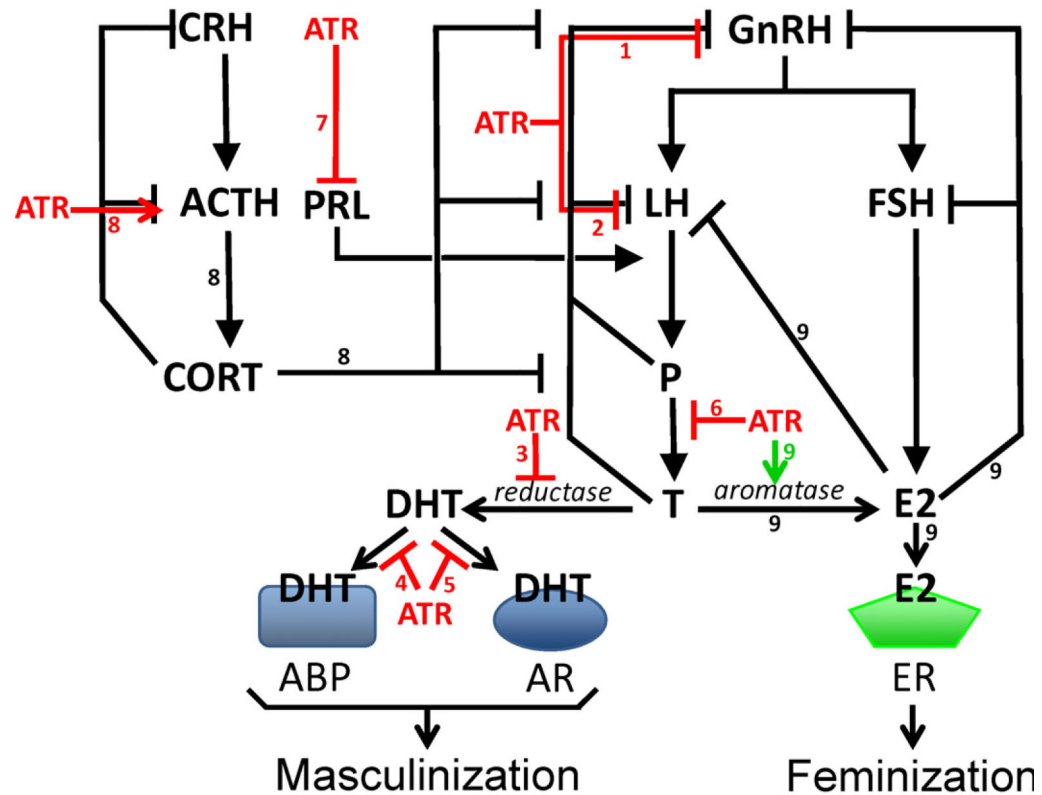 CRH
ATR
GnRH
1
7
ATR
ATR
8
ACTH
PRL
2
LH
FSH
8
9
CORT
8
P
ATR
6
ATR
3
9
9
DHT
reductase
T
aromatase
9
E2
9
DHT
4
5
DHT
E2
ATR
ABP
AR
ER
Masculinization
Feminization